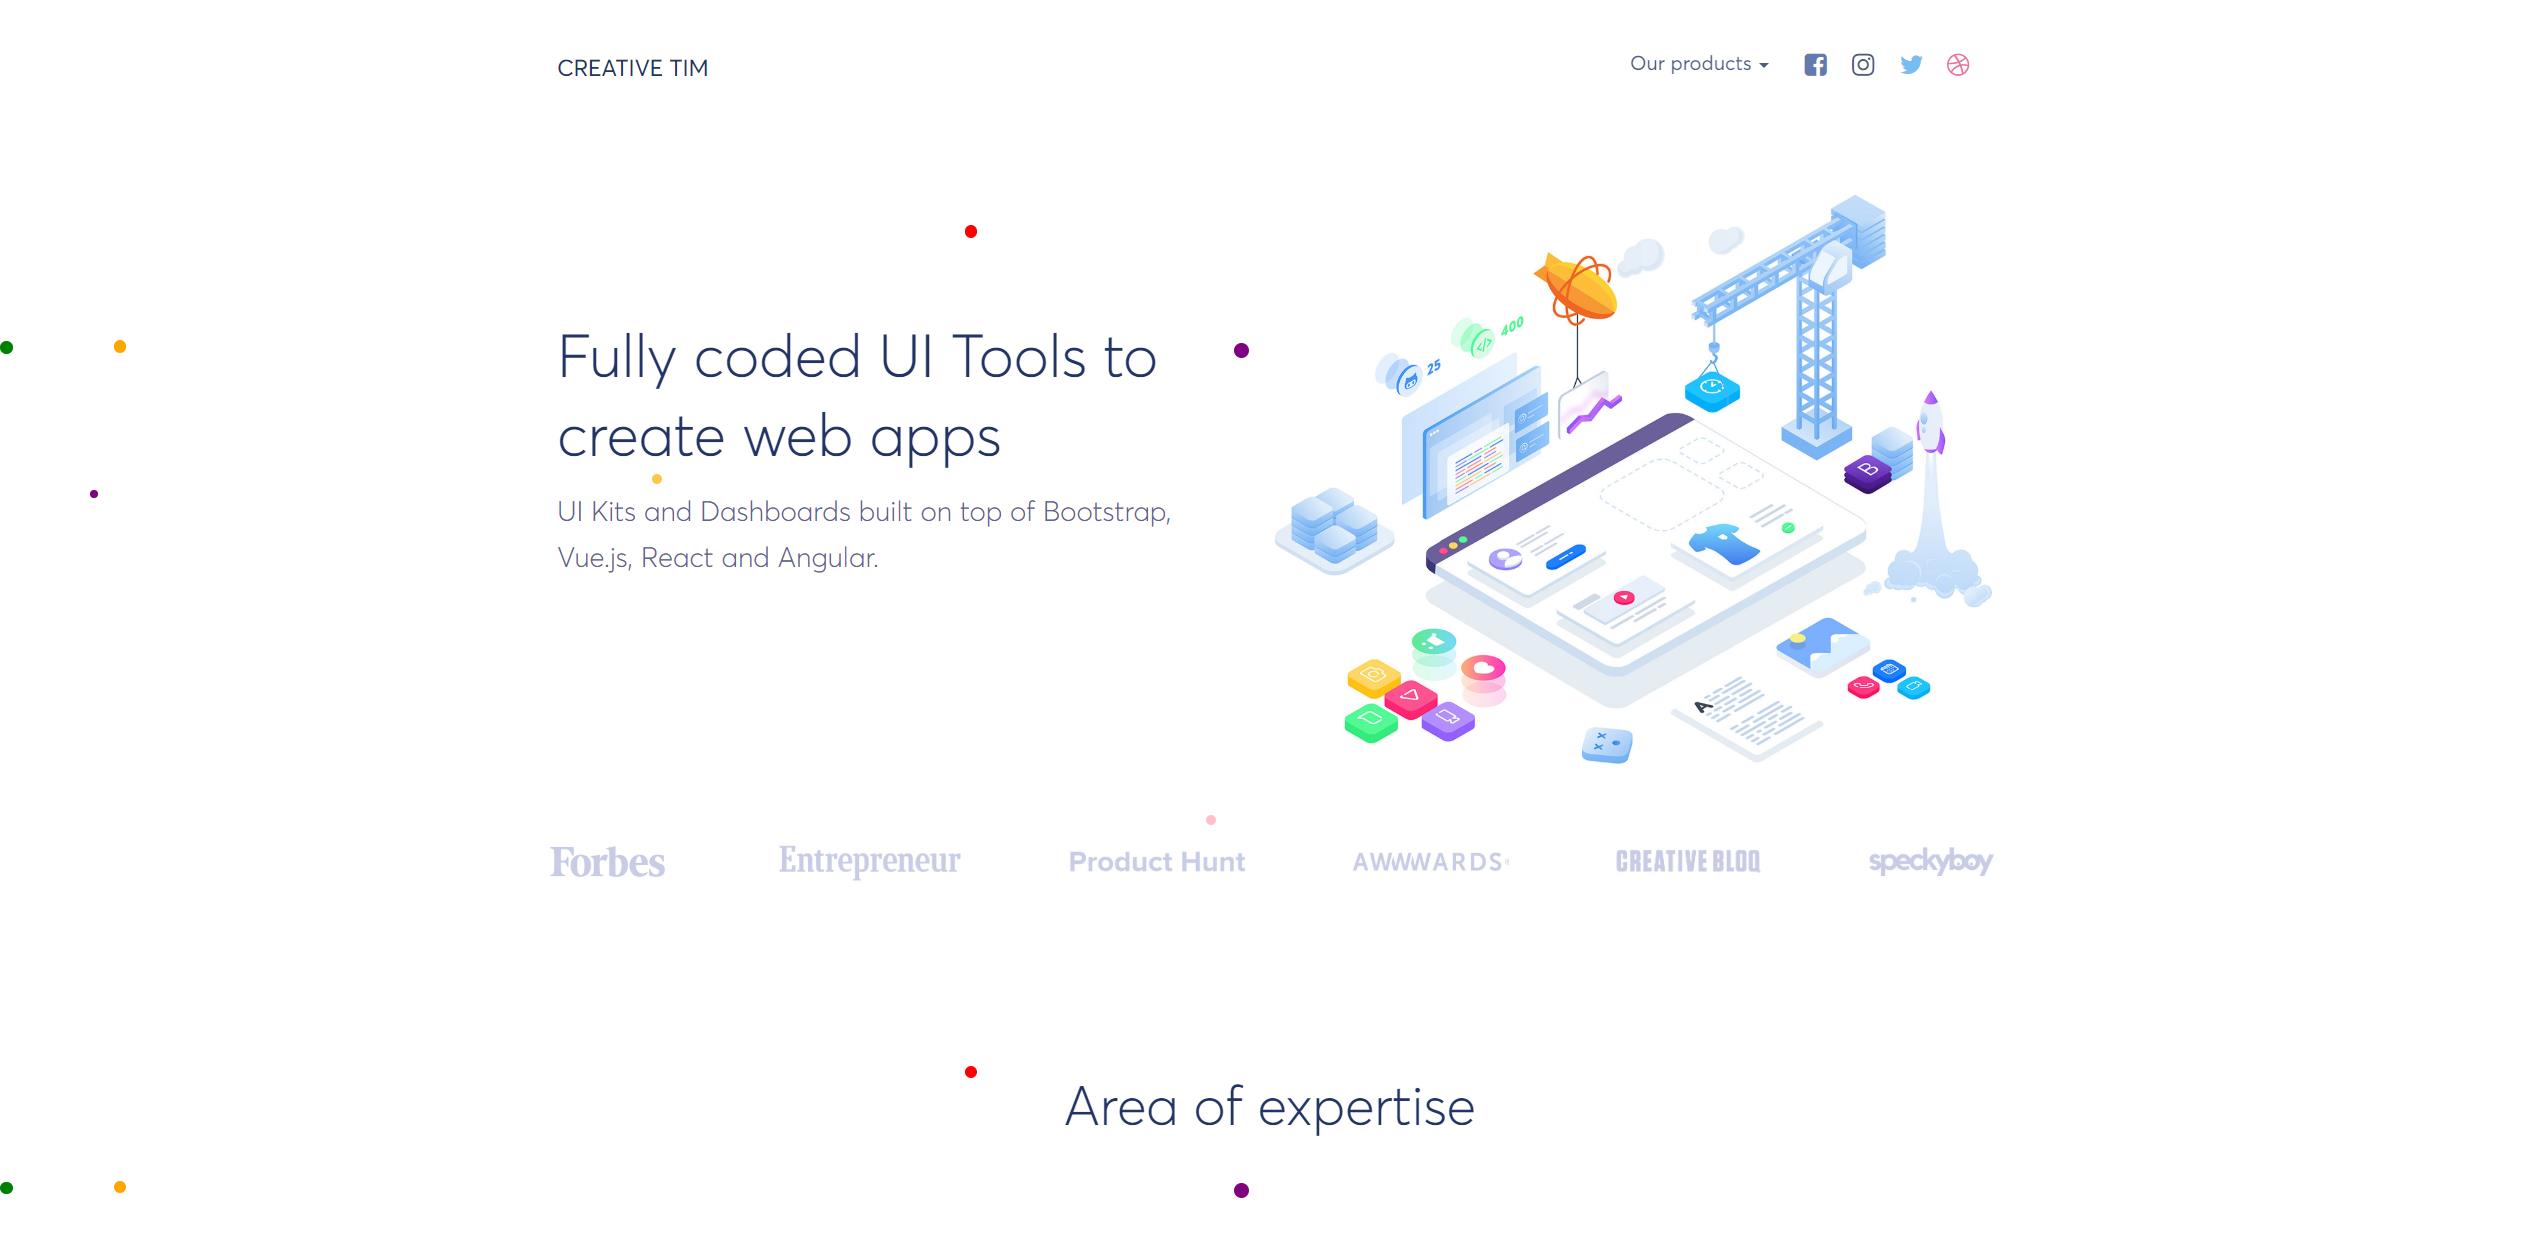 CREATIVE TIM
Our products
Fully coded UI Tools to
create web apps
UI Kits and Dashboards built on top of Bootstrap,
Vue.js, React and Angular.
25
400
B
A
Forbes
Entrepreneur
Product Hunt
AWWWARDS
CREATIVE BLOQ
speckyboy
Area of expertise